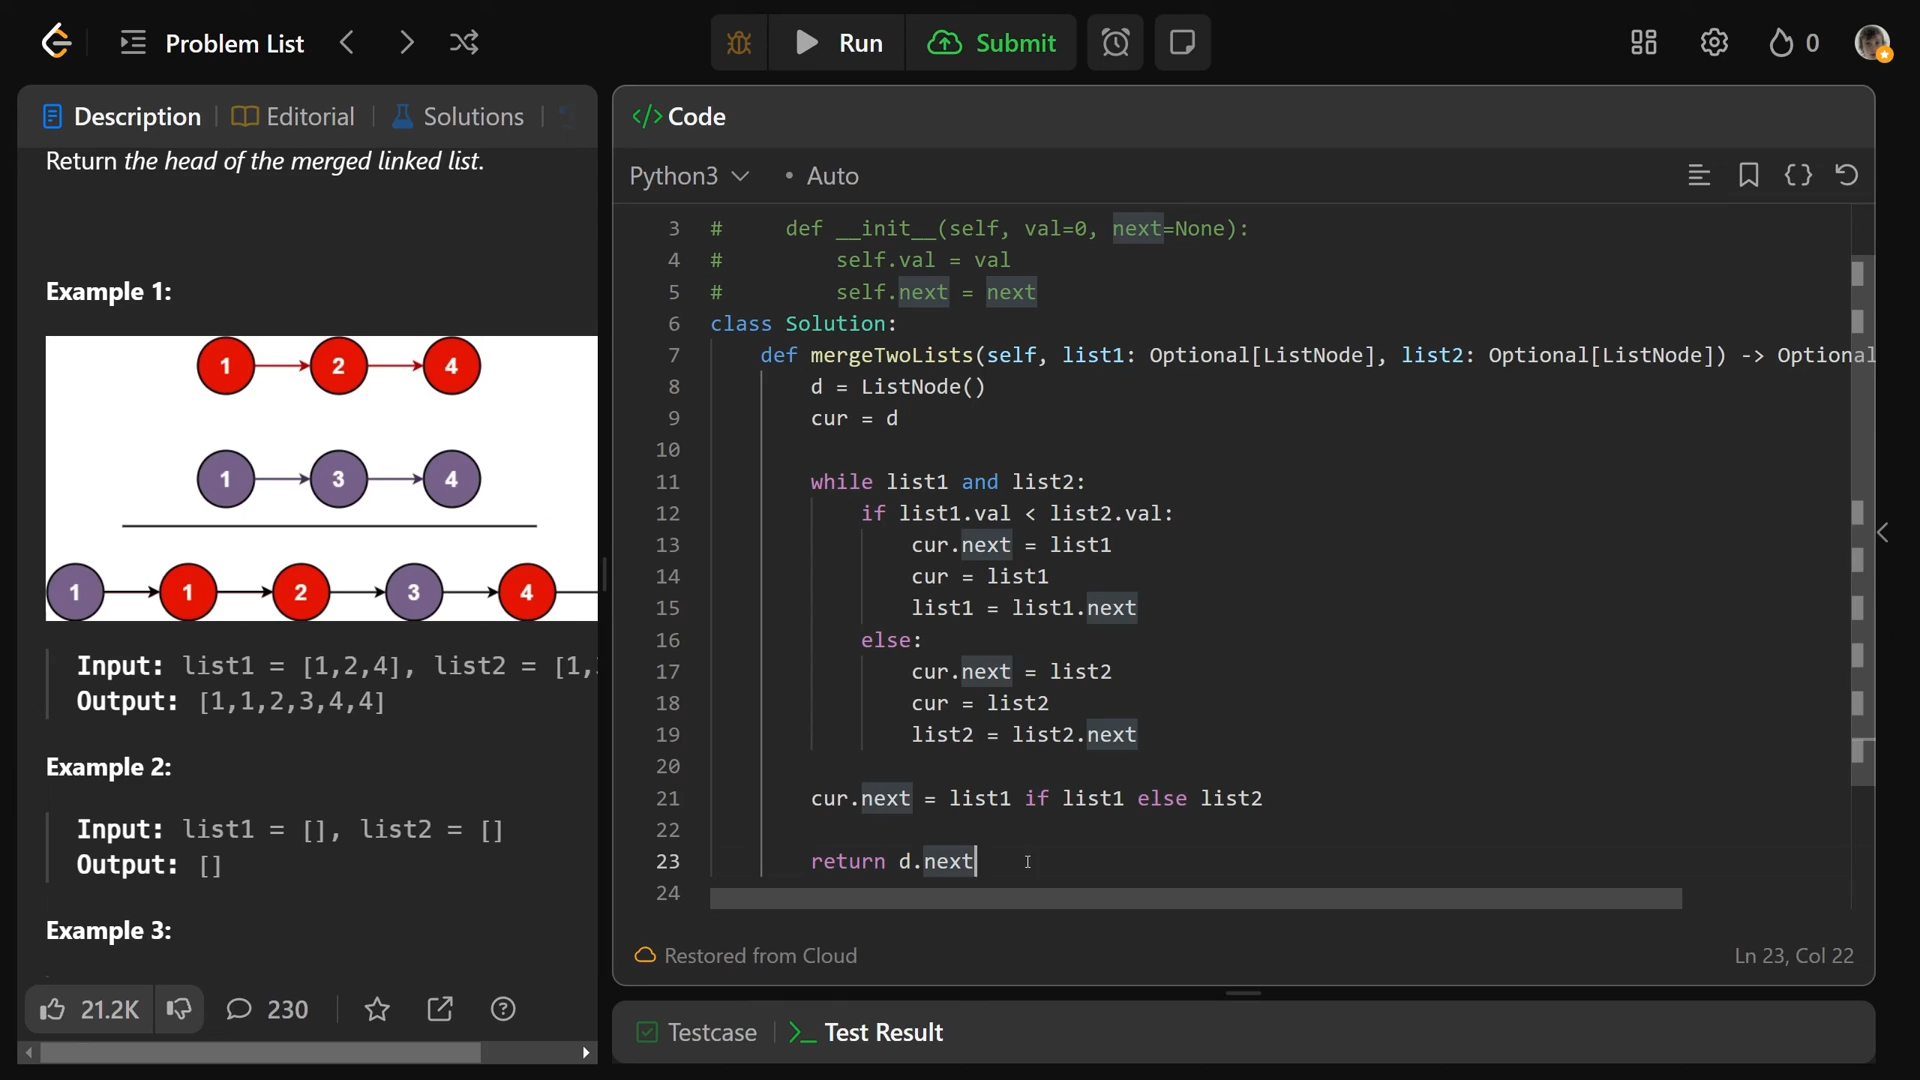 Problem List
Run
Submit
0
Description
Editorial
Solutions
Return the head of the merged linked list.
Example 1:
1 2 4
1 3 4
1 1 2 3 4
Input: list1 = [1,2,4], list2 = [1,
Output: [1,1,2,3,4,4]
Example 2:
Input: list1 = [], list2 = []
Output: []
Example 3:
21.2K
230
</> Code
Python3
Auto
3 #     def __init__(self, val=0, next=None):
4 #         self.val = val
5 #         self.next = next
6 class Solution:
7     def mergeTwoLists(self, list1: Optional[ListNode], list2: Optional[ListNode]) -> Optional
8         d = ListNode()
9         cur = d
10
11         while list1 and list2:
12             if list1.val < list2.val:
13                 cur.next = list1
14                 cur = list1
15                 list1 = list1.next
16             else:
17                 cur.next = list2
18                 cur = list2
19                 list2 = list2.next
20
21         cur.next = list1 if list1 else list2
22
23         return d.next
24
Restored from Cloud
Ln 23, Col 22
Testcase
Test Result